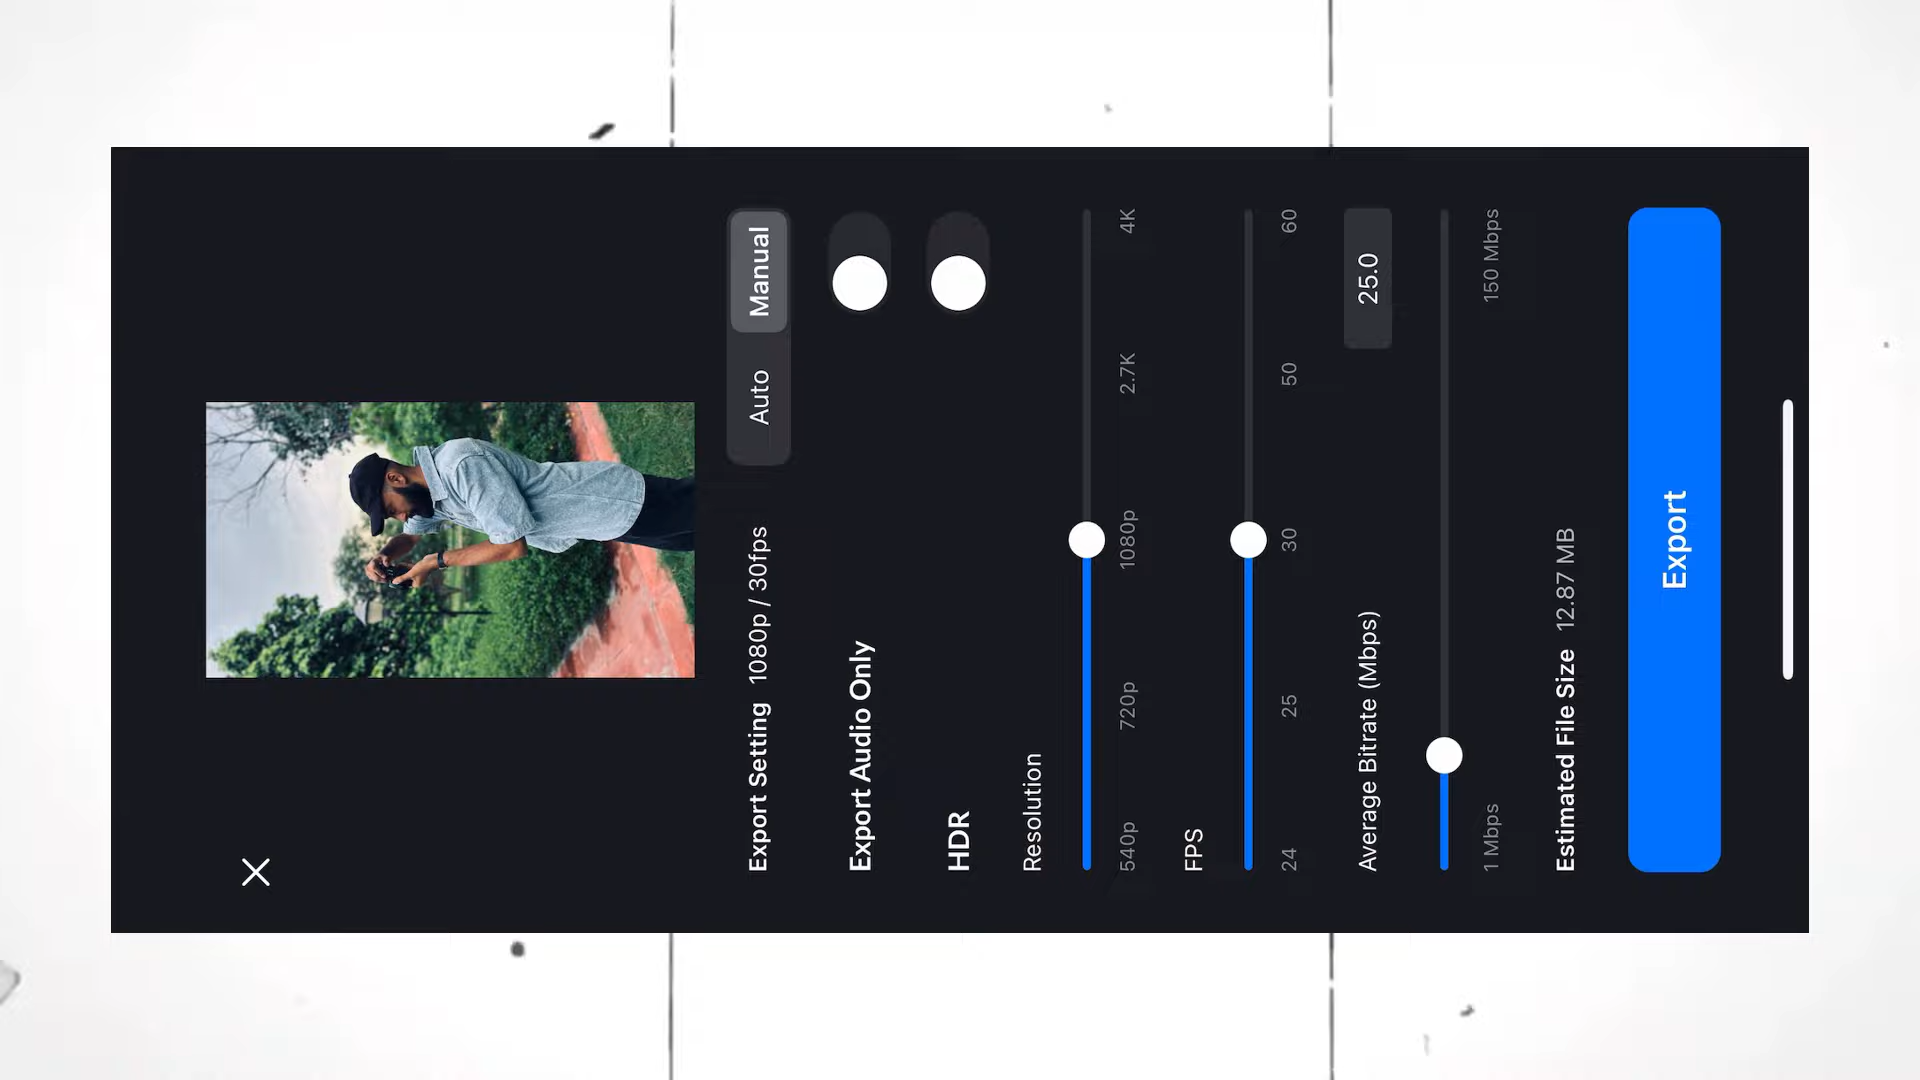 Export Setting 1080p / 30fps Auto Manual
Export Audio Only
HDR
Resolution
540p 720p 1080p 2.7K 4K
FPS
24 25 30 50 60
Average Bitrate (Mbps) 25.0
1 Mbps 150 Mbps
Estimated File Size 12.87 MB
Export